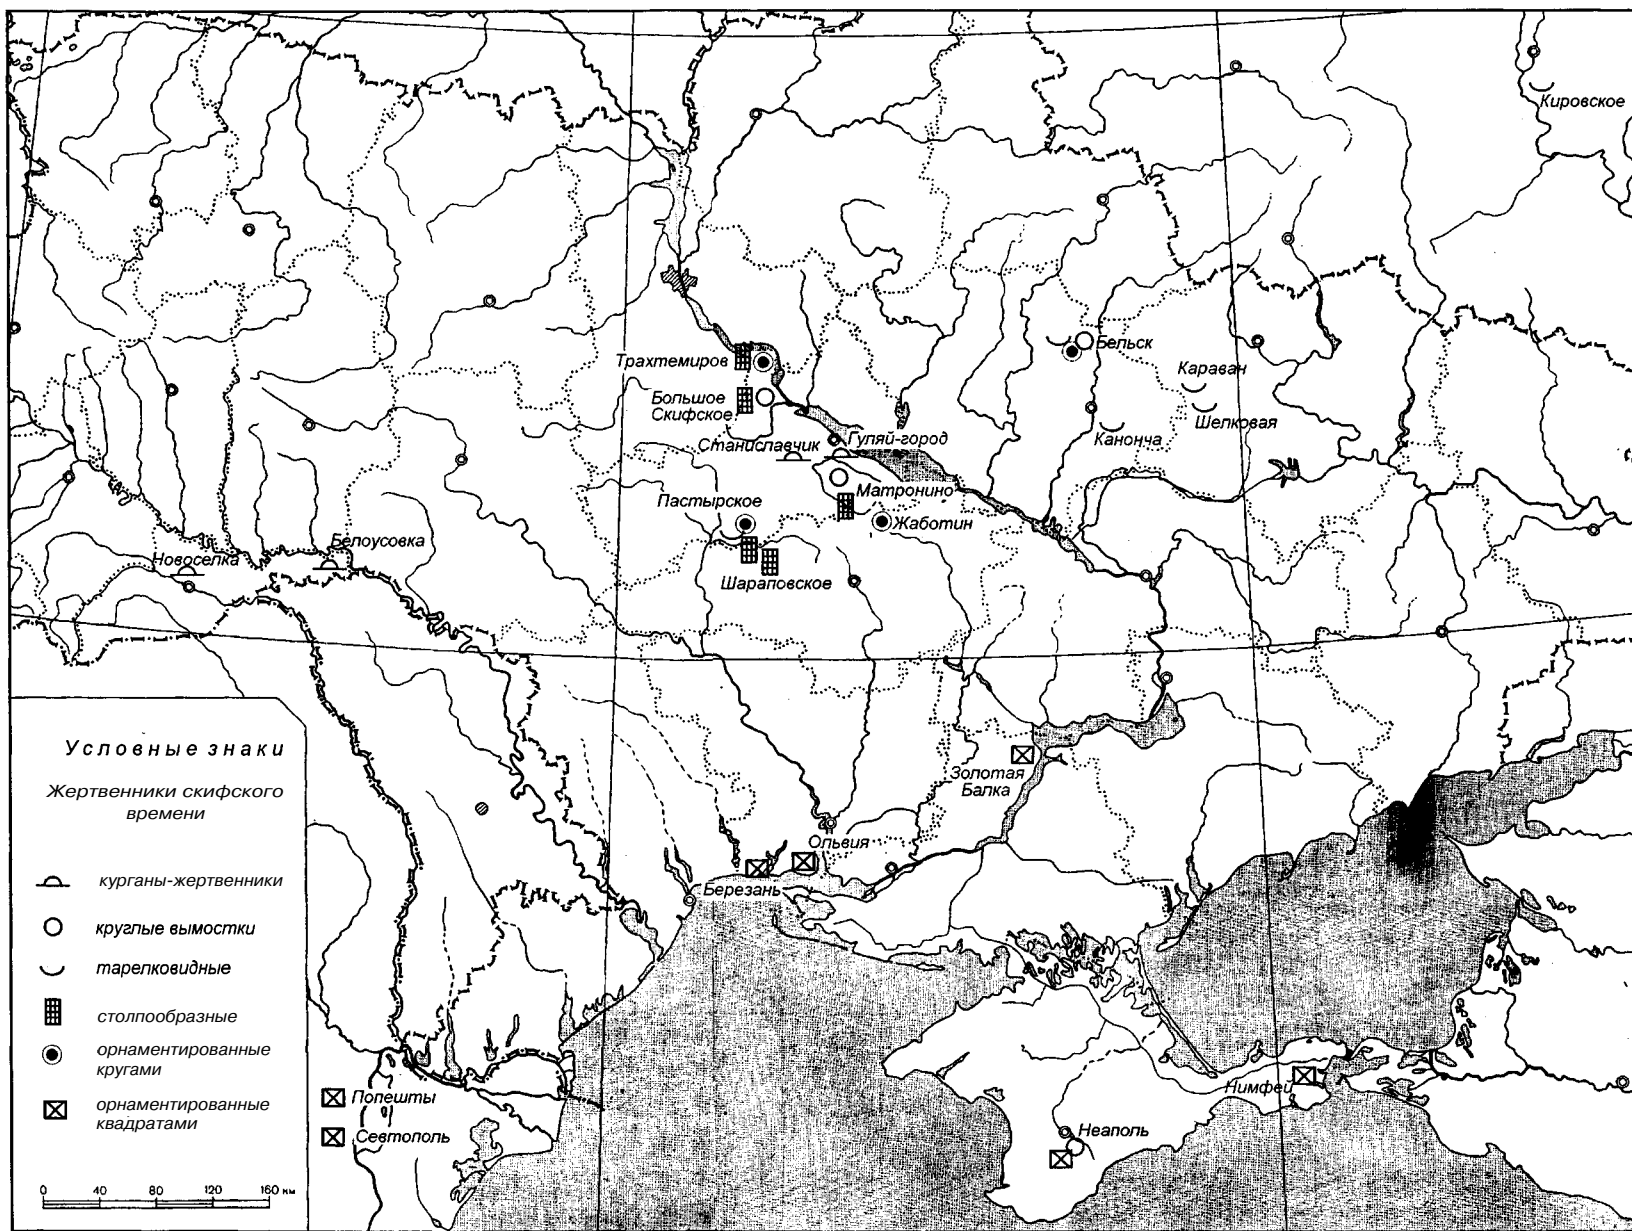 Кировское
Трахтемиров
Бельск
Караван
Большое
Скифское
Шелковая
Канонча
Станиславчик
Гуляй-город
Матронино
Пастырское
Жаботин
Белоусовка
Новоселка
Шараповское
Условные знаки
Жертвенники скифского
времени
курганы-жертвенники
круглые вымостки
тарелковидные
столпообразные
орнаментированные
кругами
орнаментированные
квадратами
0 40 80 120 160 км
Золотая
Балка
Ольвия
Березань
Нимфей
Попешты
Севтополь
Неаполь